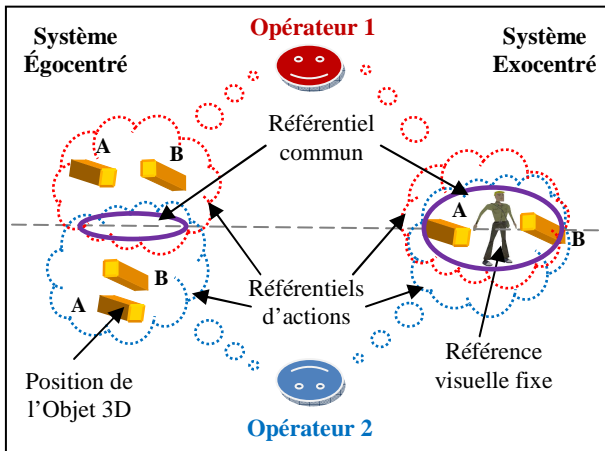 Système
Égocentré
Opérateur 1
Système
Exocentré
Référentiel
commun
A
B
A
B
B
A
Référentiels
d'actions
Position de
l'Objet 3D
Référence
visuelle fixe
Opérateur 2